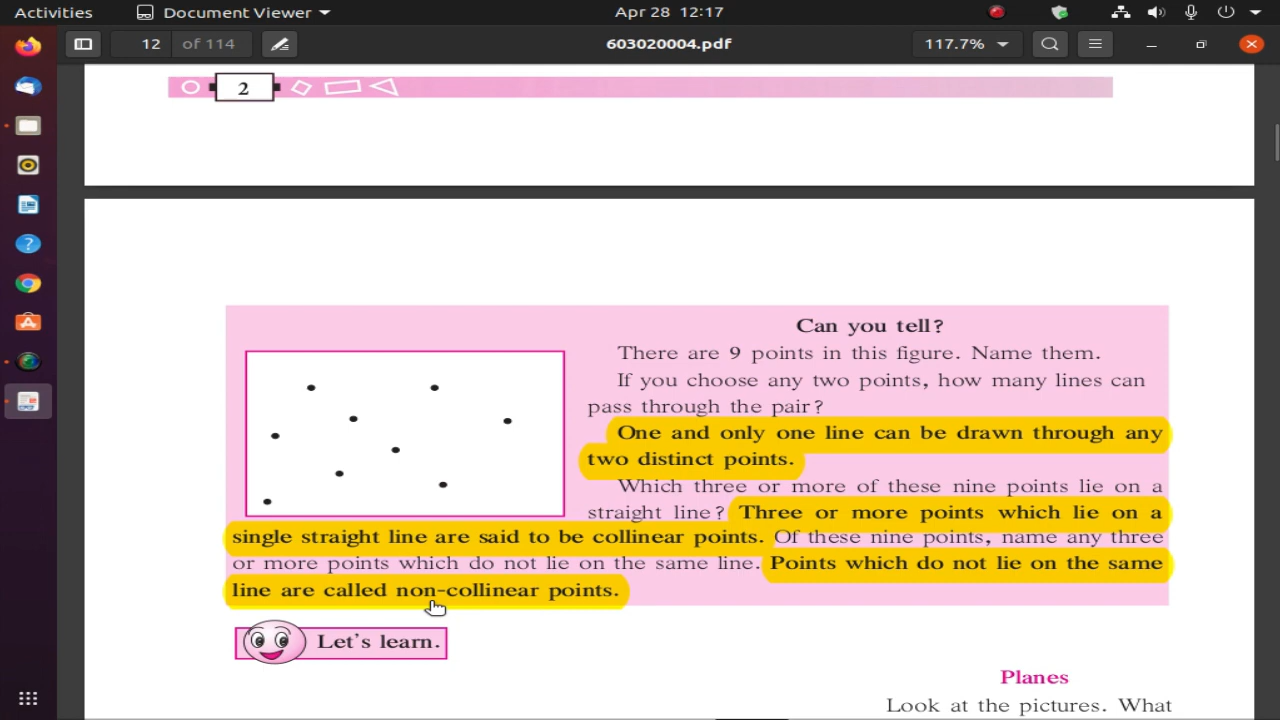 Activities
Document Viewer
Apr 28 12:17
12 of 114
603020004.pdf
117.7%
2
Can you tell?
There are 9 points in this figure. Name them.
If you choose any two points, how many lines can
pass through the pair?
One and only one line can be drawn through any
two distinct points.
Which three or more of these nine points lie on a
straight line? Three or more points which lie on a
single straight line are said to be collinear points. Of these nine points, name any three
or more points which do not lie on the same line. Points which do not lie on the same
line are called non-collinear points.
Let's learn.
Planes
Look at the pictures. What